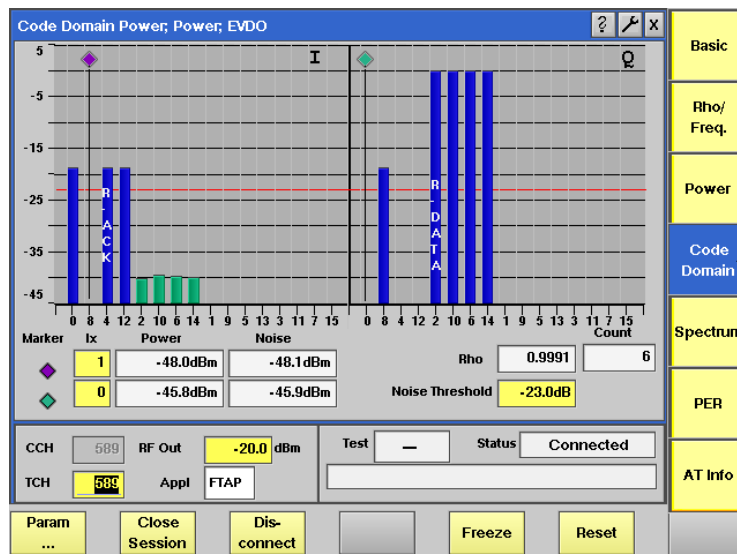 Code Domain Power; Power; EVDO ? X
5 I Q
-5
-15
-25
-35
-45
R-ACK
R-DATA
0 8 4 12 2 10 6 14 1 9 5 13 3 11 7 15 0 8 4 12 2 10 6 14 1 9 5 13 3 11 7 15
Marker Ix Power Noise Count
1 -48.0dBm -48.1dBm Rho 0.9991 6
0 -45.8dBm -45.9dBm Noise Threshold -23.0dB
CCH 589 RF Out -20.0 dBm Test — Status Connected
TCH 589 Appl FTAP
Param ...
Close Session
Dis-connect
Freeze
Reset
Basic
Rho/
Freq.
Power
Code
Domain
Spectrum
PER
AT Info